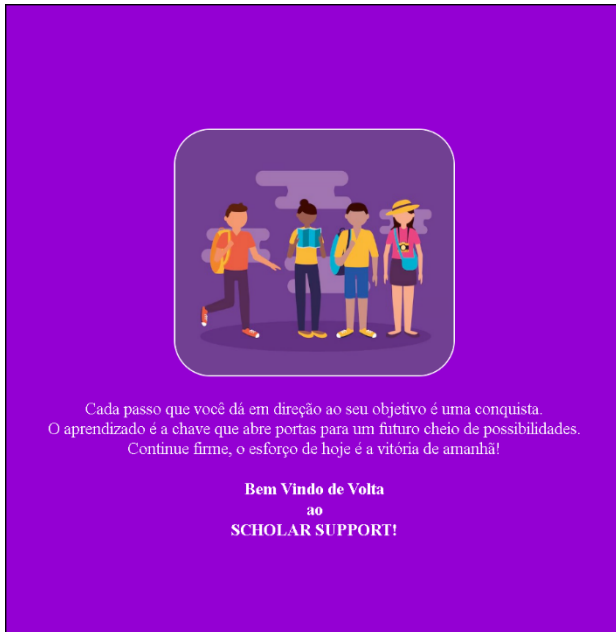 Cada passo que você dá em direção ao seu objetivo é uma conquista.
O aprendizado é a chave que abre portas para um futuro cheio de possibilidades.
Continue firme, o esforço de hoje é a vitória de amanhã!
Bem Vindo de Volta
ao
SCHOLAR SUPPORT!